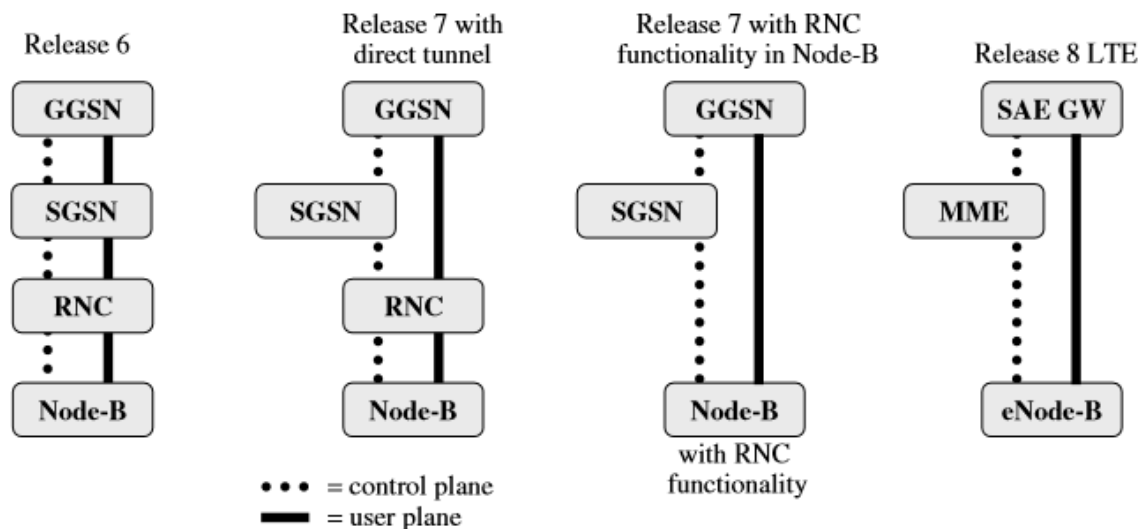 Release 6
GGSN
SGSN
RNC
Node-B
Release 7 with
direct tunnel
GGSN
SGSN
RNC
Node-B
Release 7 with RNC
functionality in Node-B
GGSN
SGSN
Node-B
with RNC
functionality
Release 8 LTE
SAE GW
MME
eNode-B
= control plane
= user plane